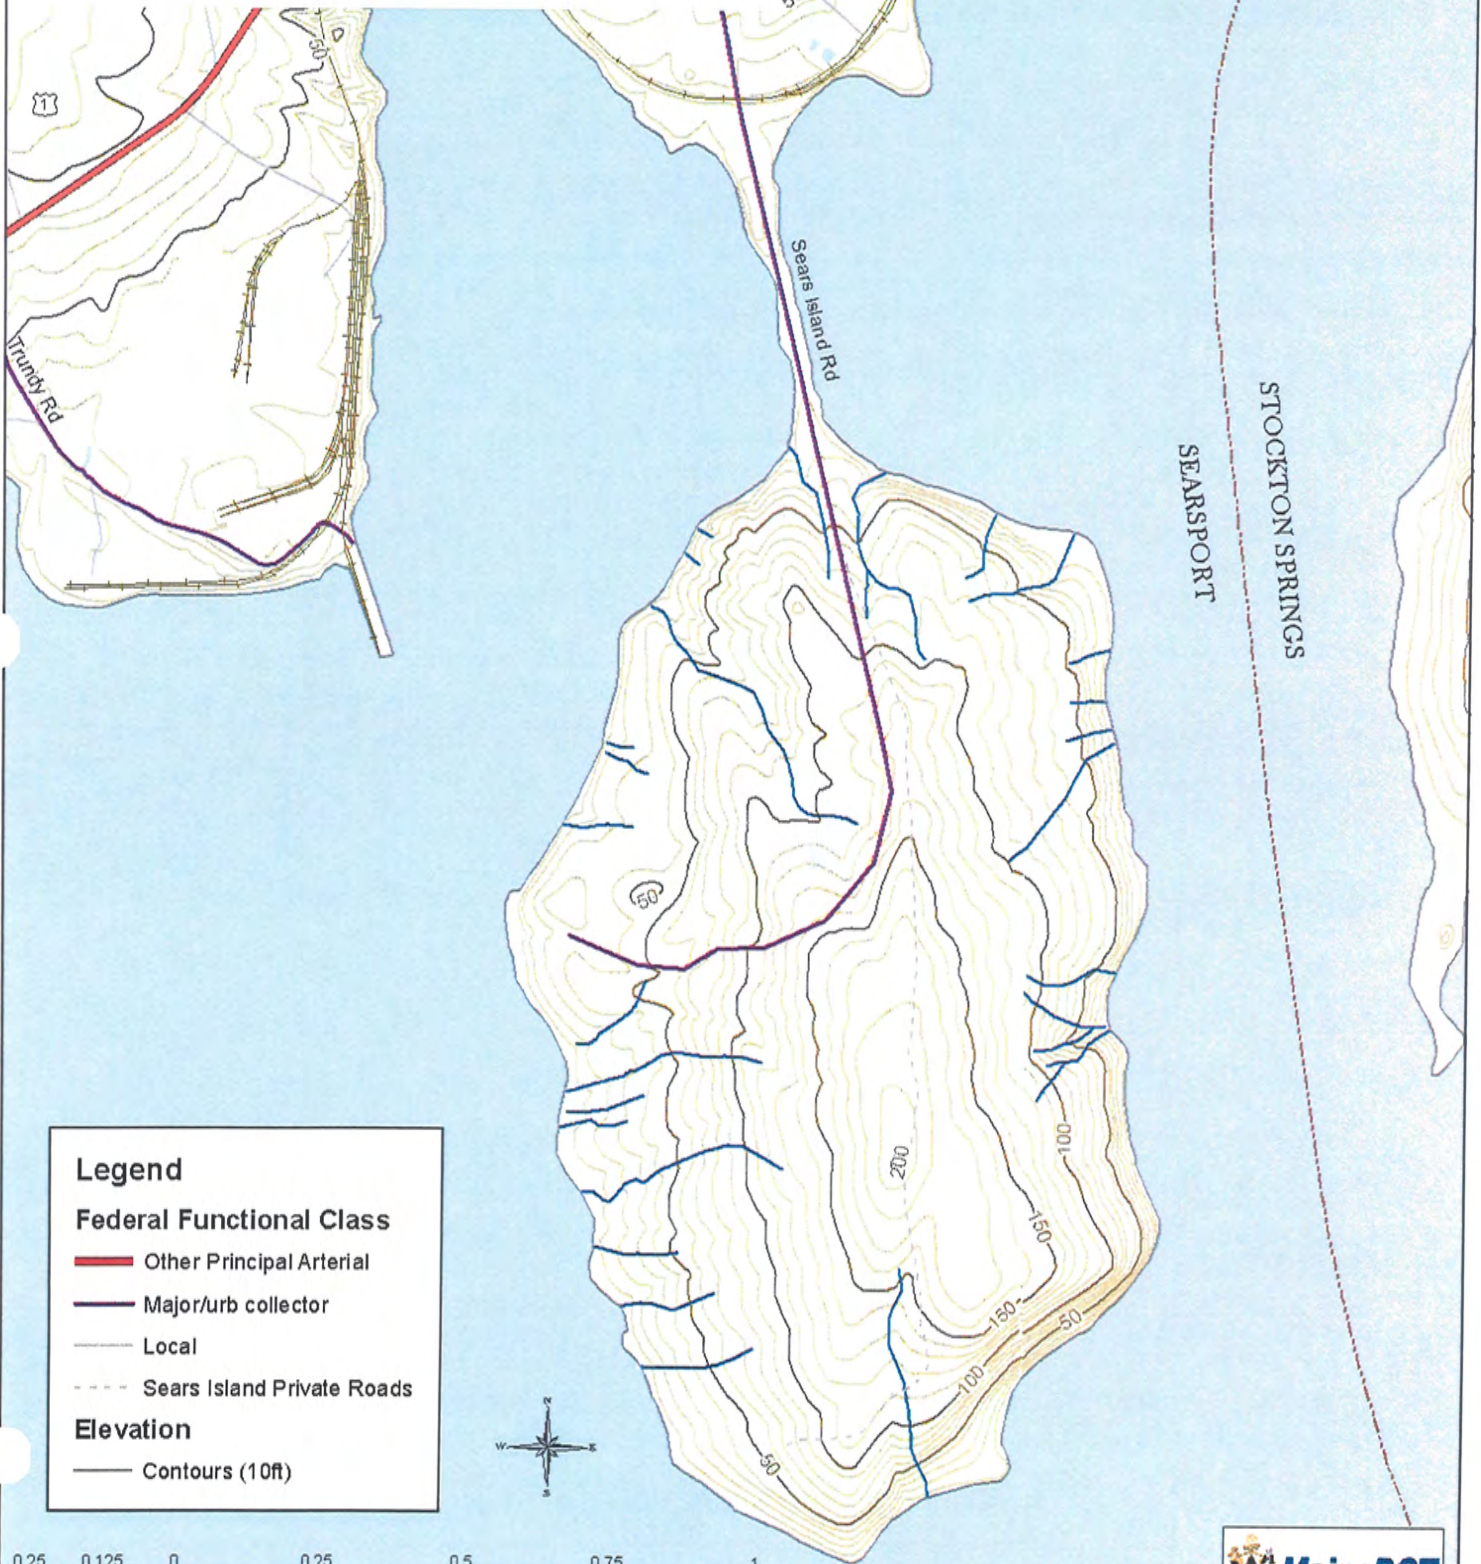 50
1
Trundy Rd
Sears Island Rd
STOCKTON SPRINGS
SEARSPORT
50
200
100
150
150
50
100
50
Legend
Federal Functional Class
Other Principal Arterial
Major/urb collector
Local
Sears Island Private Roads
Elevation
Contours (10ft)
N
W
E
S
0.25 0.125 0 0.25 0.5 0.75 1
MaineDOT